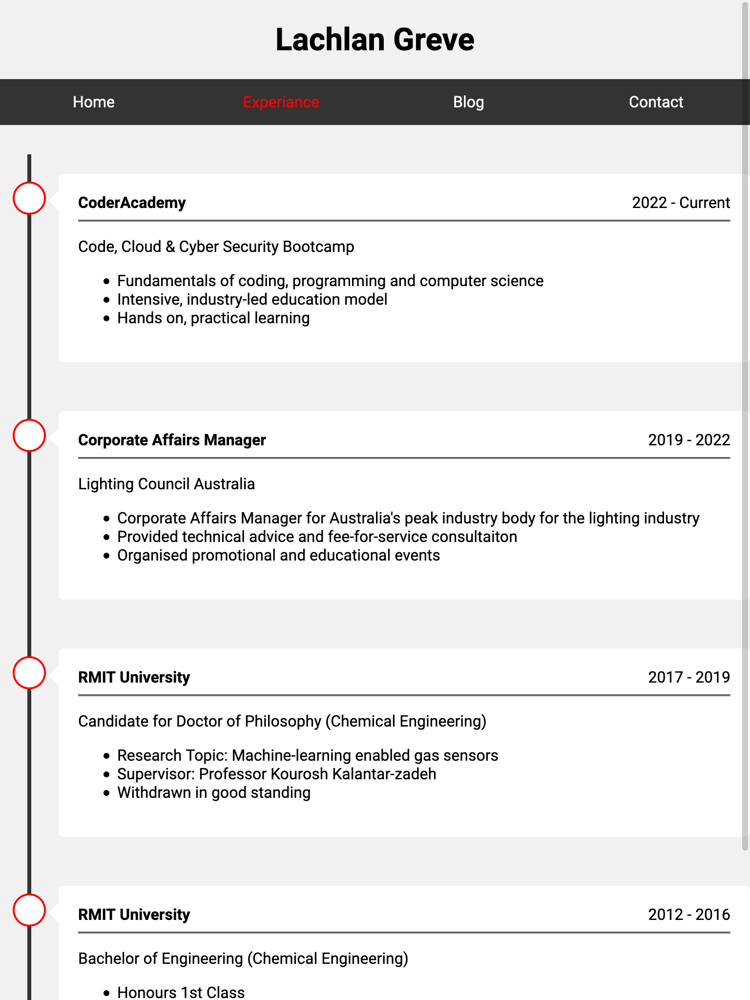 Lachlan Greve
Home Experiance Blog Contact
CoderAcademy 2022 - Current
Code, Cloud & Cyber Security Bootcamp
Fundamentals of coding, programming and computer science
Intensive, industry-led education model
Hands on, practical learning
Corporate Affairs Manager 2019 - 2022
Lighting Council Australia
Corporate Affairs Manager for Australia's peak industry body for the lighting industry
Provided technical advice and fee-for-service consultaiton
Organised promotional and educational events
RMIT University 2017 - 2019
Candidate for Doctor of Philosophy (Chemical Engineering)
Research Topic: Machine-learning enabled gas sensors
Supervisor: Professor Kourosh Kalantar-zadeh
Withdrawn in good standing
RMIT University 2012 - 2016
Bachelor of Engineering (Chemical Engineering)
Honours 1st Class